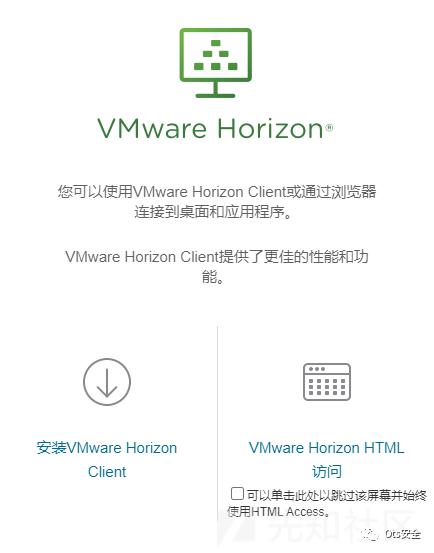 VMware Horizon®
您可以使用VMware Horizon Client或通过浏览器
连接到桌面和应用程序。
VMware Horizon Client提供了更佳的性能和功
能。
安装VMware Horizon
Client
VMware Horizon HTML
访问
可以单击此处以跳过该屏幕并始终
使用HTML Access。
先知社区
Ots安全